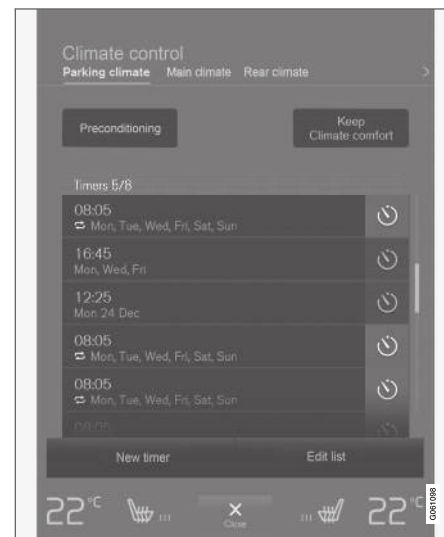 Climate control
Parking climate Main climate Rear climate >
Preconditioning
Keep
Climate comfort
Timers 5/8
08:05
Mon, Tue, Wed, Fri, Sat, Sun
16:45
Mon, Wed, Fri
12:25
Mon 24 Dec
08:05
Mon, Tue, Wed, Fri, Sat, Sun
08:05
Mon, Tue, Wed, Fri, Sat, Sun
08:05
New timer Edit list
22°C 22°C
Close
G061098